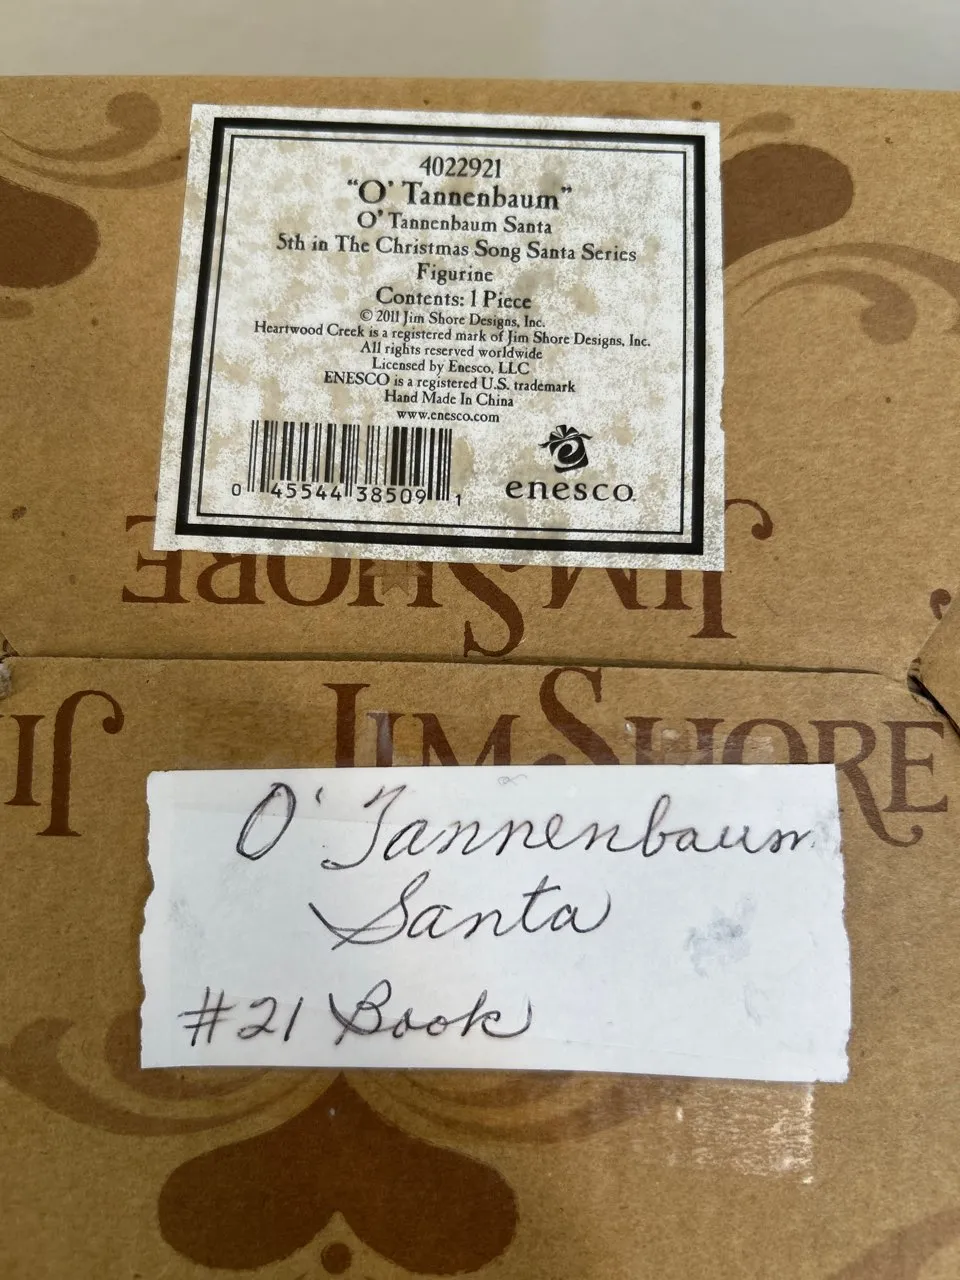 4022921
“O' Tannenbaum”
O' Tannenbaum Santa
5th in The Christmas Song Santa Series
Figurine
Contents: 1 Piece
© 2011 Jim Shore Designs, Inc.
Heartwood Creek is a registered mark of Jim Shore Designs, Inc.
All rights reserved worldwide
Licensed by Enesco, LLC
ENESCO is a registered U.S. trademark
Hand Made In China
www.enesco.com
0 45544 38509 1
enesco.
JIM SHORE
JI
JIM SHORE
O' Tannenbaum
Santa
#21 Book